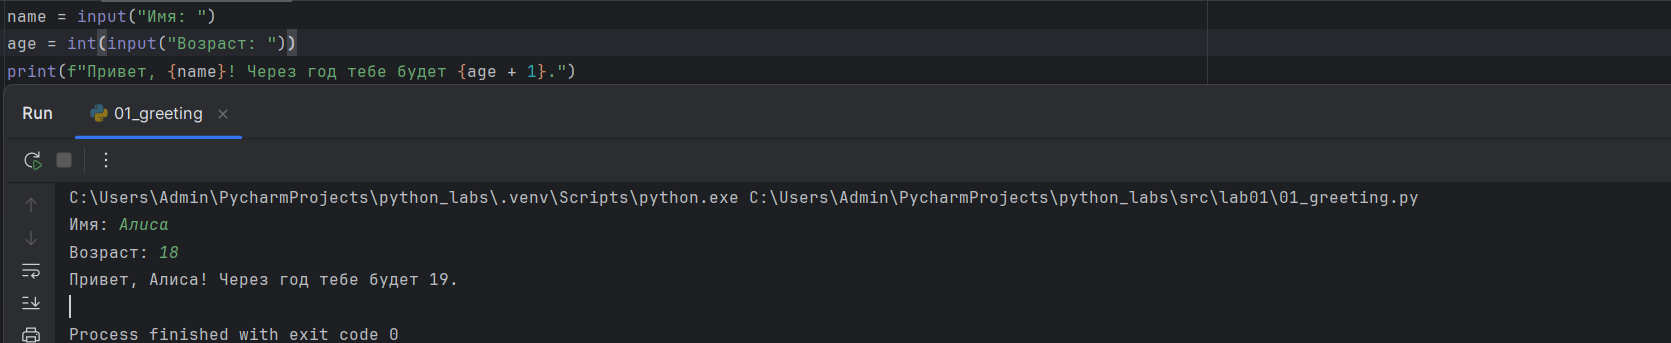 name = input("Имя: ")
age = int(input("Возраст: "))
print(f"Привет, {name}! Через год тебе будет {age + 1}.")
Run 01_greeting
C:\Users\Admin\PycharmProjects\python_labs\.venv\Scripts\python.exe C:\Users\Admin\PycharmProjects\python_labs\src\lab01\01_greeting.py
Имя: Алиса
Возраст: 18
Привет, Алиса! Через год тебе будет 19.
Process finished with exit code 0